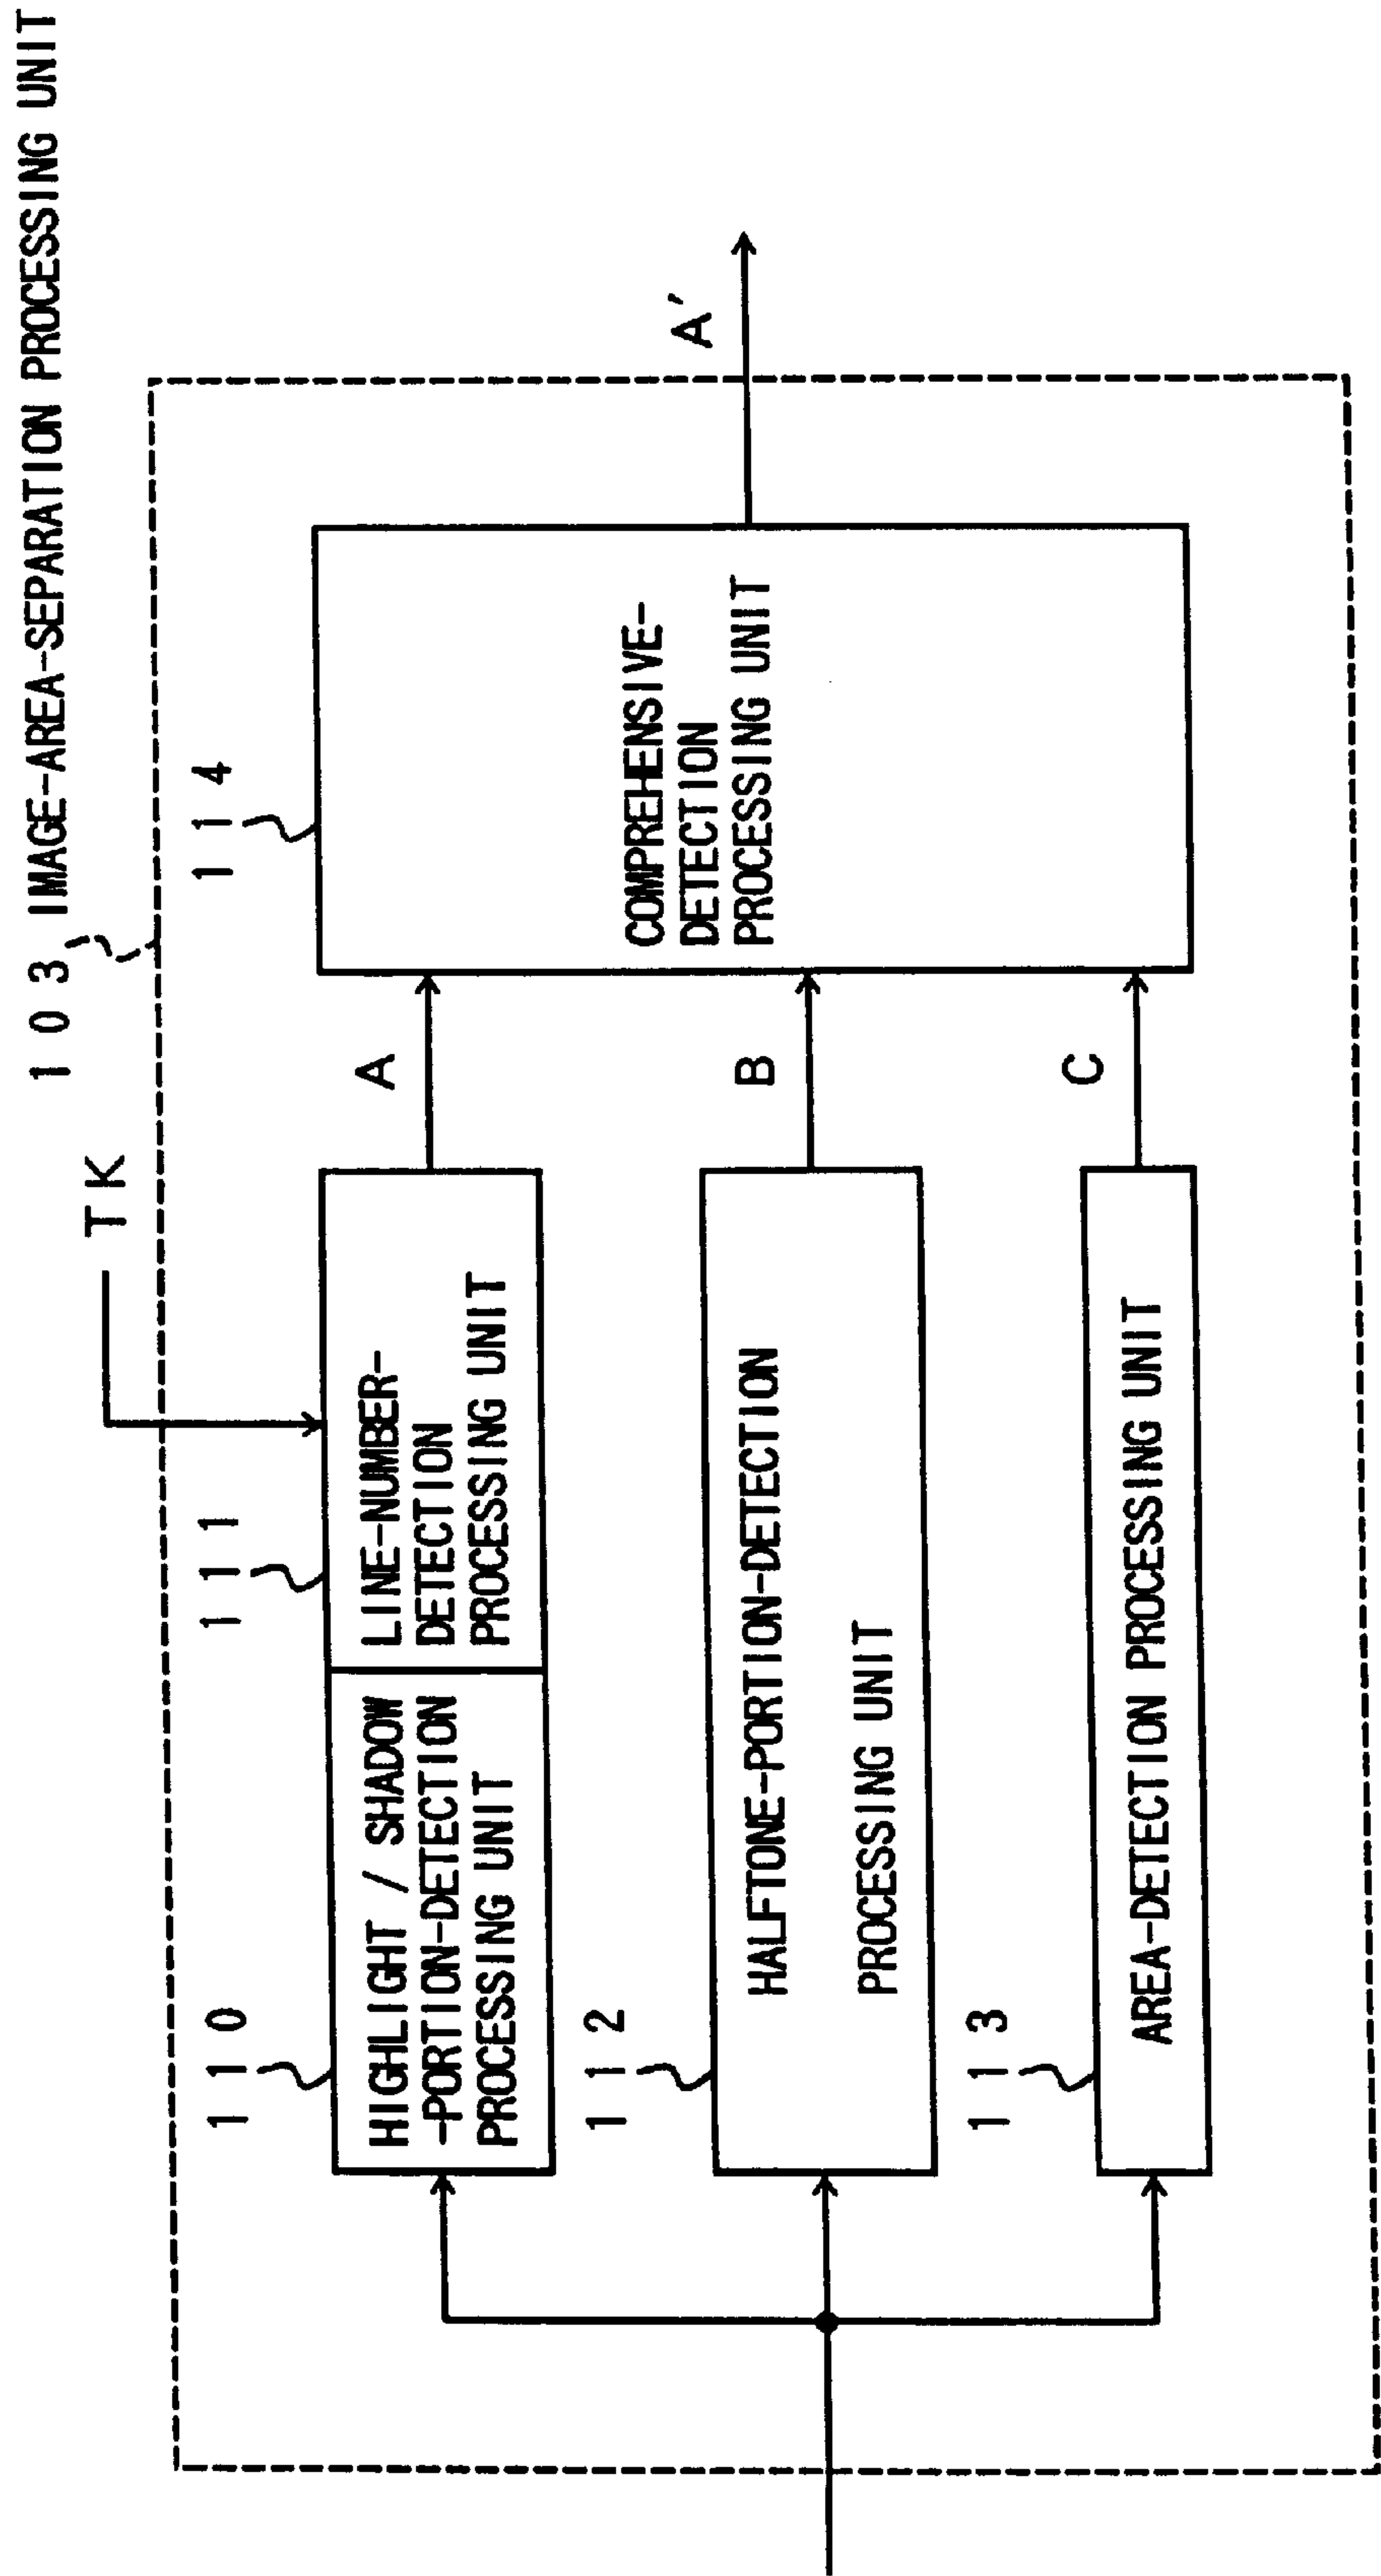 103 IMAGE-AREA-SEPARATION PROCESSING UNIT
TK
110
HIGHLIGHT / SHADOW
-PORTION-DETECTION
PROCESSING UNIT
111
LINE-NUMBER-
DETECTION
PROCESSING UNIT
A
114
COMPREHENSIVE-
DETECTION
PROCESSING UNIT
A'
112
HALFTONE-PORTION-DETECTION
PROCESSING UNIT
B
113
AREA-DETECTION PROCESSING UNIT
C